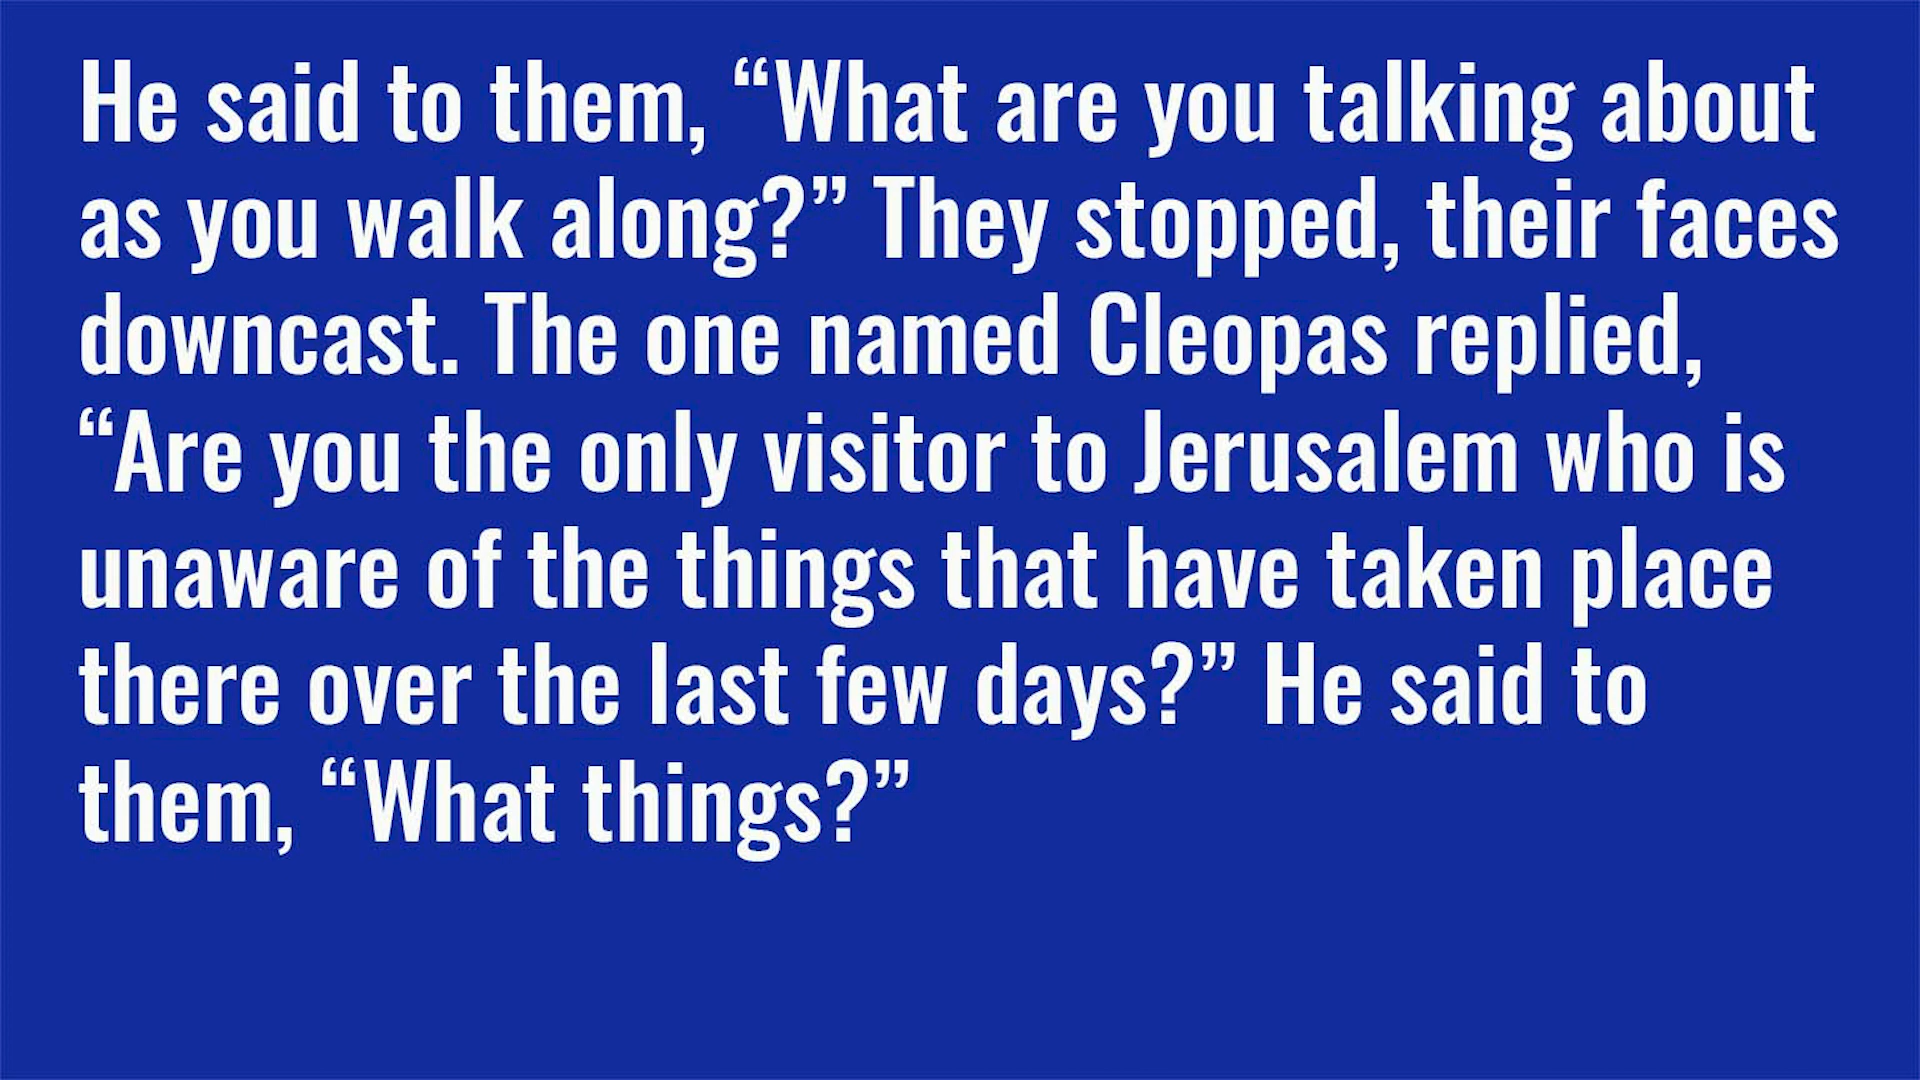 He said to them, “What are you talking about
as you walk along?” They stopped, their faces
downcast. The one named Cleopas replied,
“Are you the only visitor to Jerusalem who is
unaware of the things that have taken place
there over the last few days?” He said to
them, “What things?”